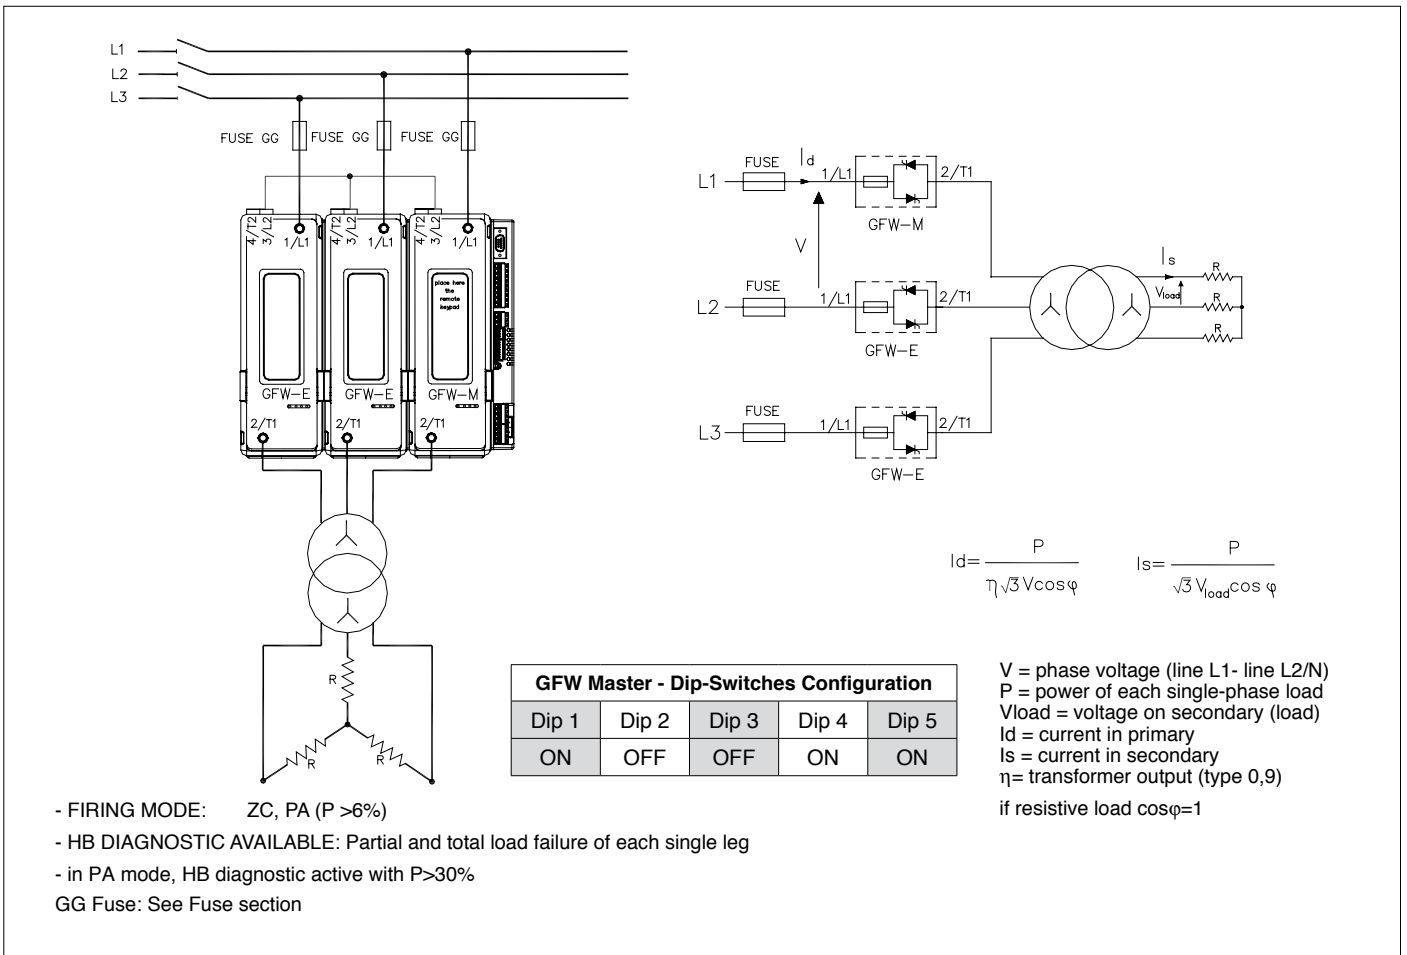 L1
L2
L3
FUSE GG FUSE GG FUSE GG
4/T2 3/L2 1/L1 4/T2 3/L2 1/L1 4/T2 3/L2 1/L1
place here
the
remote
keypad
GFW-E GFW-E GFW-M
2/T1 2/T1 2/T1
R
R R
FUSE Id
L1 1/L1 2/T1
GFW-M
V
FUSE
L2 1/L1 2/T1
GFW-E
FUSE
L3 1/L1 2/T1
GFW-E
Is R
Vload R
R
Id= P / η√3 Vcosφ
Is= P / √3 Vload cos φ
GFW Master - Dip-Switches Configuration
Dip 1 Dip 2 Dip 3 Dip 4 Dip 5
ON OFF OFF ON ON
V = phase voltage (line L1- line L2/N)
P = power of each single-phase load
Vload = voltage on secondary (load)
Id = current in primary
Is = current in secondary
η= transformer output (type 0,9)
if resistive load cosφ=1
- FIRING MODE: ZC, PA (P >6%)
- HB DIAGNOSTIC AVAILABLE: Partial and total load failure of each single leg
- in PA mode, HB diagnostic active with P>30%
GG Fuse: See Fuse section